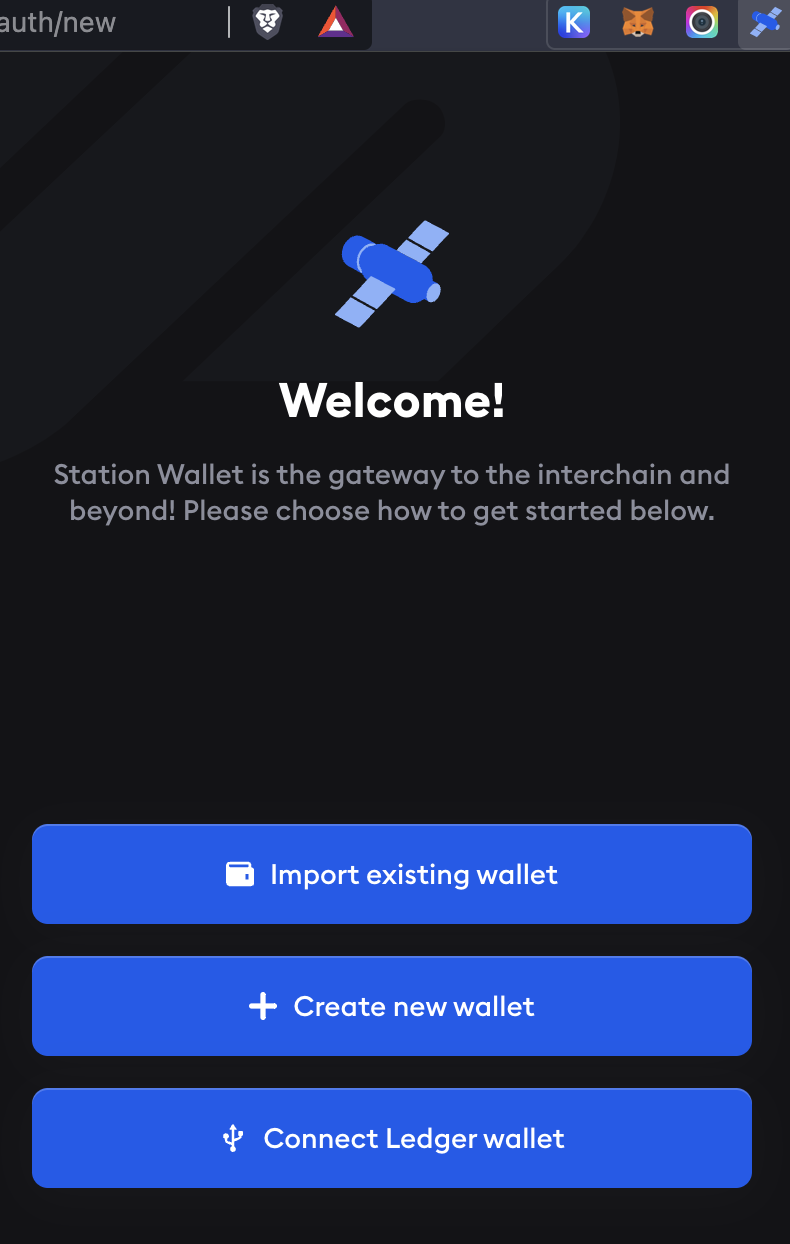 auth/new
K
Welcome!
Station Wallet is the gateway to the interchain and
beyond! Please choose how to get started below.
Import existing wallet
Create new wallet
Connect Ledger wallet